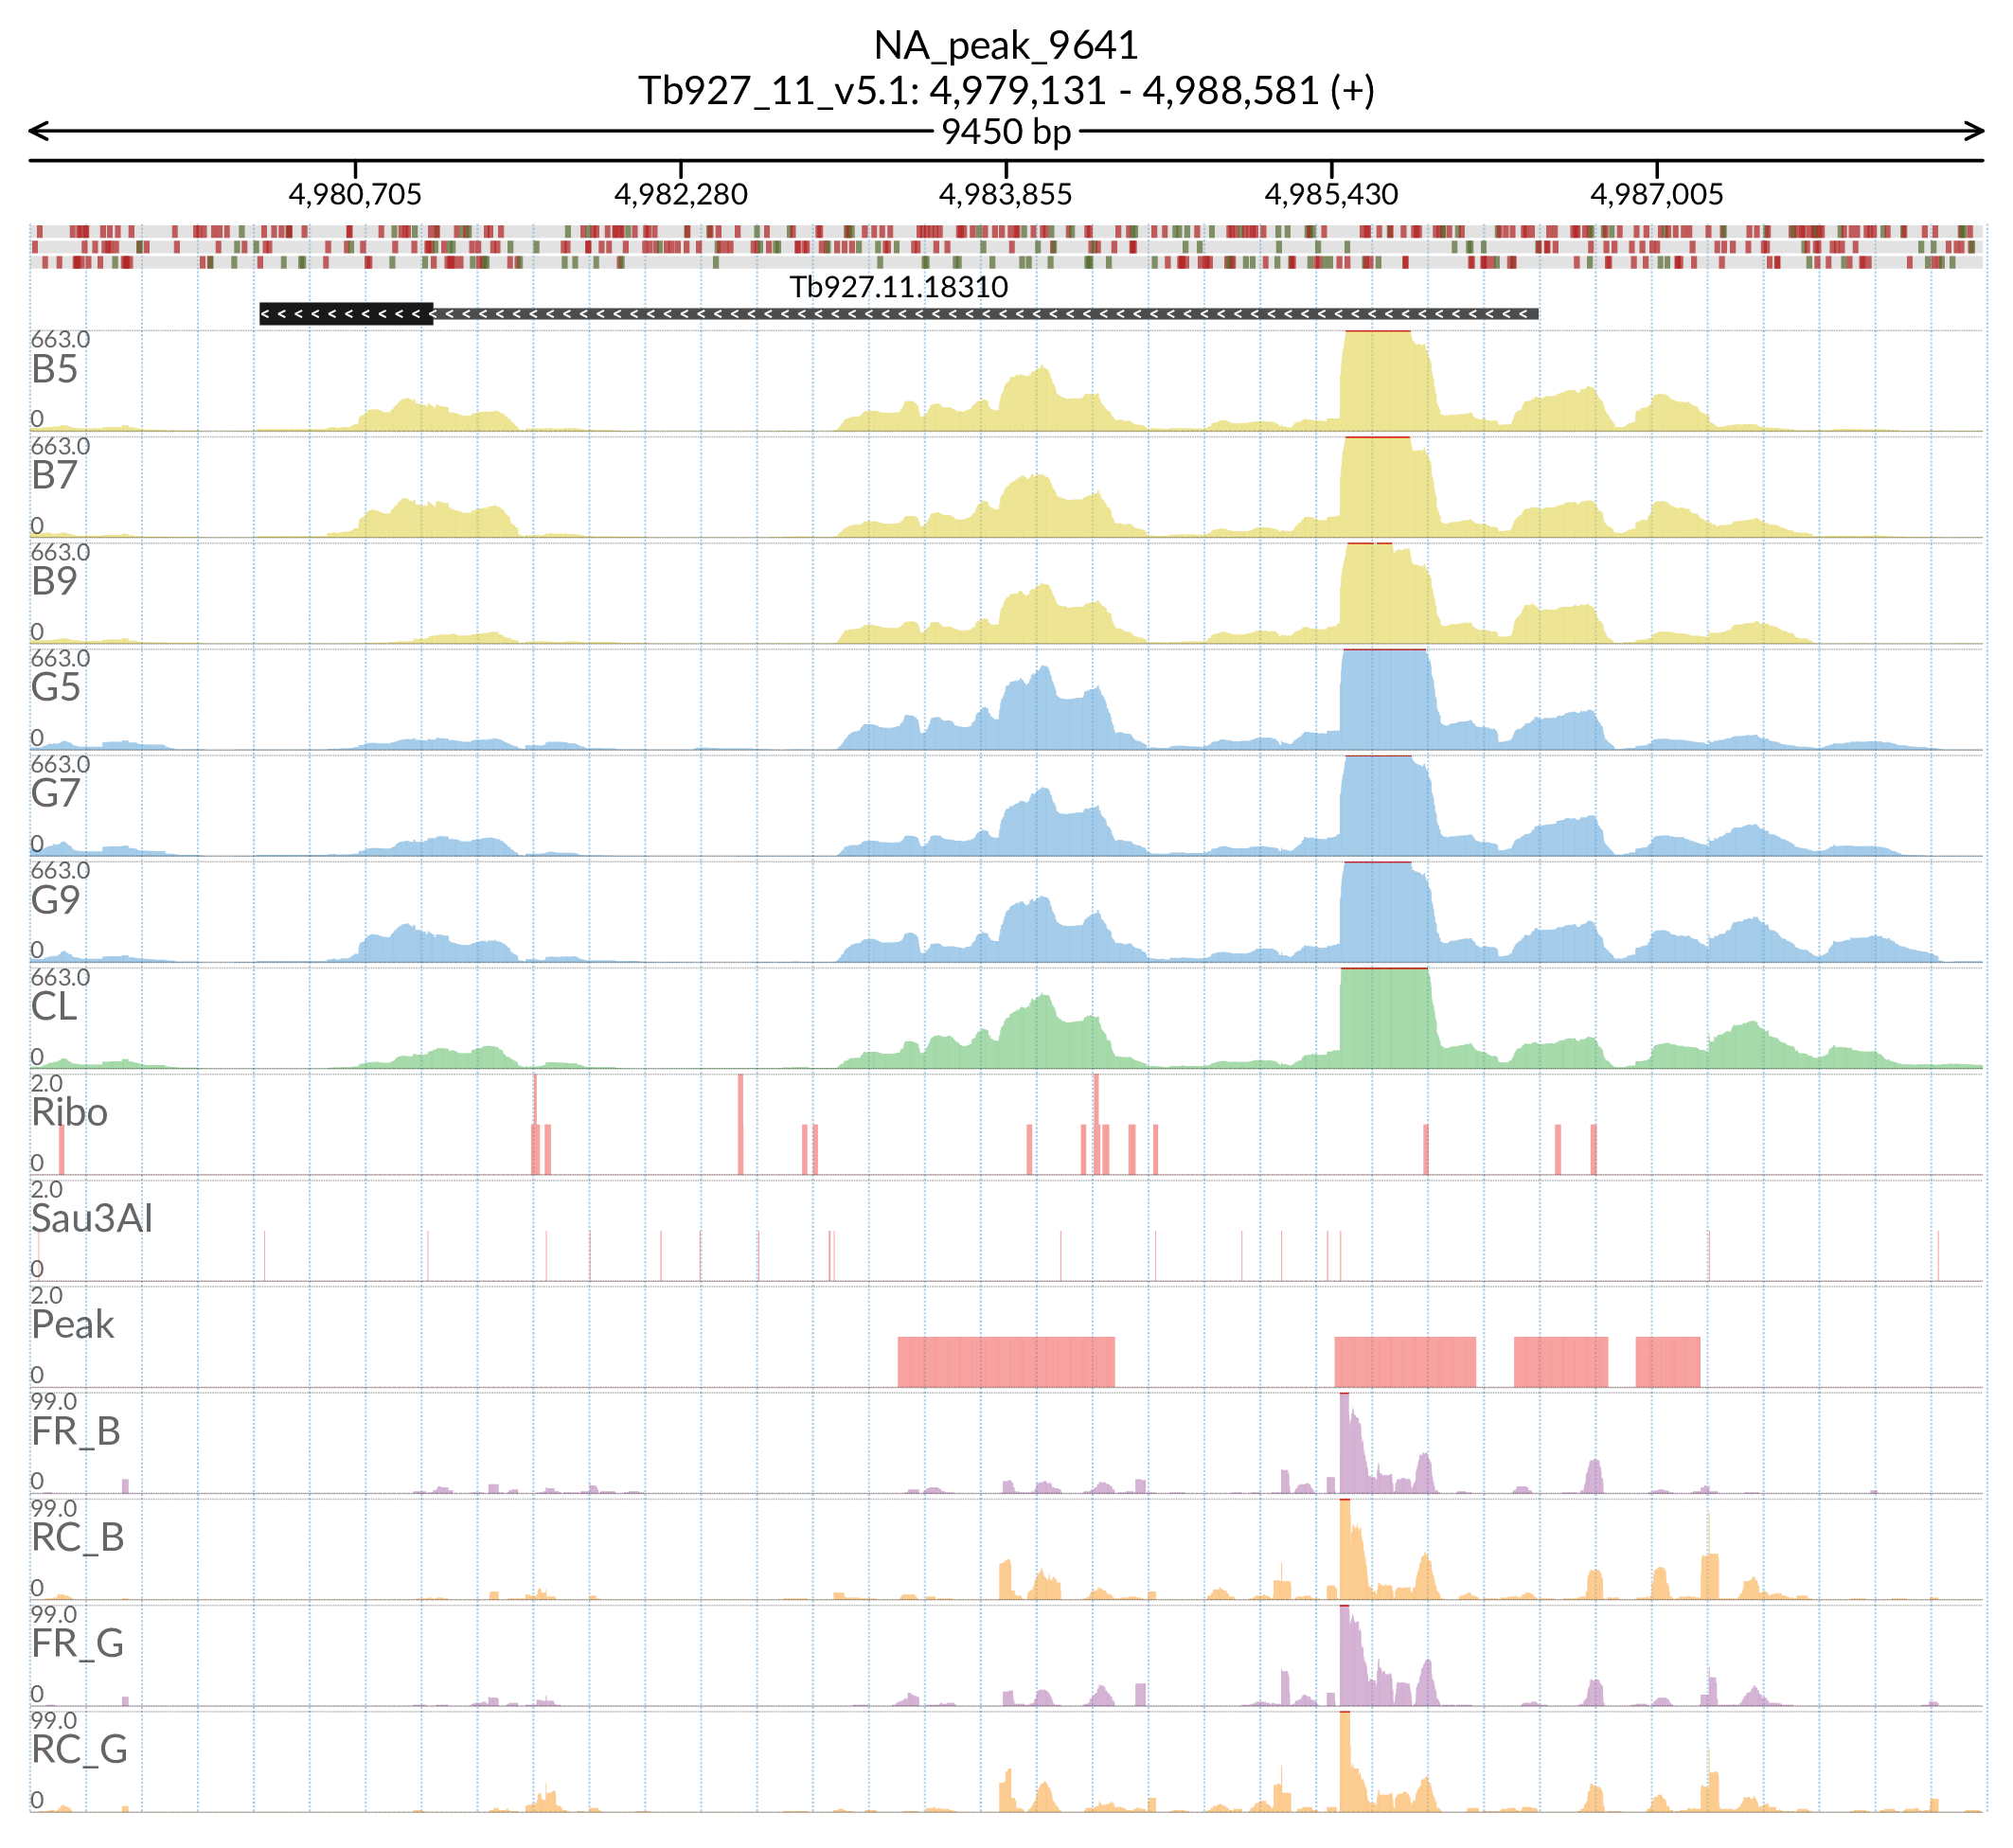 NA_peak_9641
Tb927_11_v5.1: 4,979,131 - 4,988,581 (+)
9450 bp
4,980,705 4,982,280 4,983,855 4,985,430 4,987,005
Tb927.11.18310
663.0
B5
0
663.0
B7
0
663.0
B9
0
663.0
G5
0
663.0
G7
0
663.0
G9
0
663.0
CL
0
2.0
Ribo
0
2.0
Sau3AI
0
2.0
Peak
0
99.0
FR_B
0
99.0
RC_B
0
99.0
FR_G
0
99.0
RC_G
0